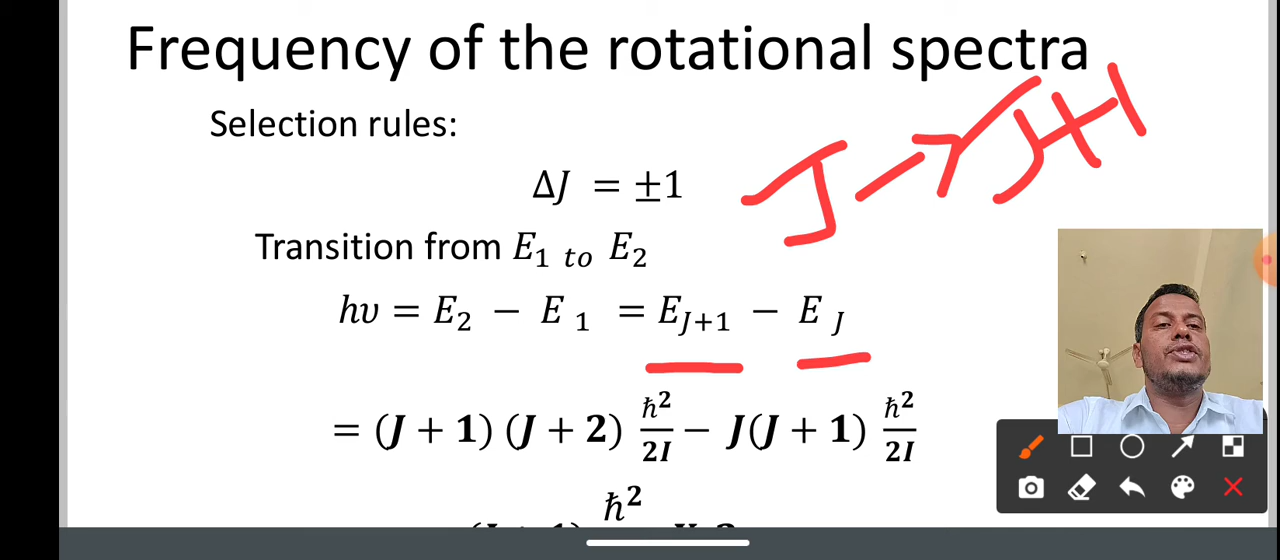 Frequency of the rotational spectra
Selection rules:
ΔJ = ±1
J → J+1
Transition from E₁ to E₂
hυ = E₂ − E₁ = E_{J+1} − E_J
= (J + 1) (J + 2) ħ²/2I − J(J + 1) ħ²/2I
ħ²